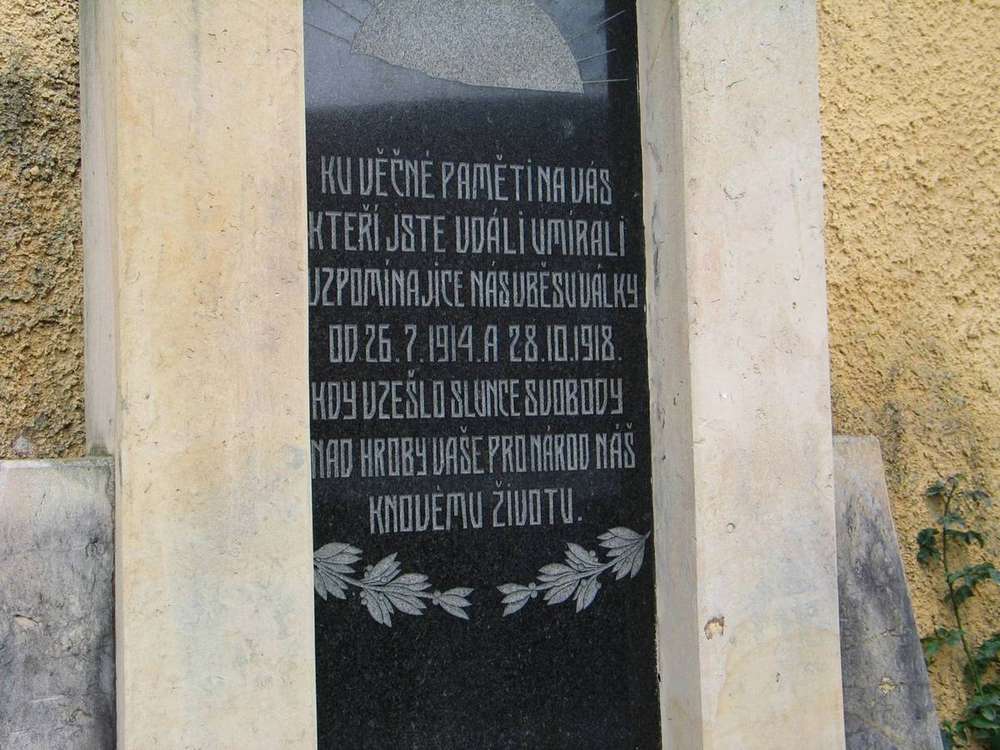 KU VĚČNÉ PAMĚTI NA VÁS
KTEŘÍ JSTE V DÁLI UMÍRALI
VZPOMÍNAJÍCE NÁS V BĚSU VÁLKY
OD 26.7.1914. A 28.10.1918.
KDY VZEŠLO SLUNCE SVOBODY
NAD HROBY VAŠE PRO NÁROD NÁŠ
K NOVÉMU ŽIVOTU.